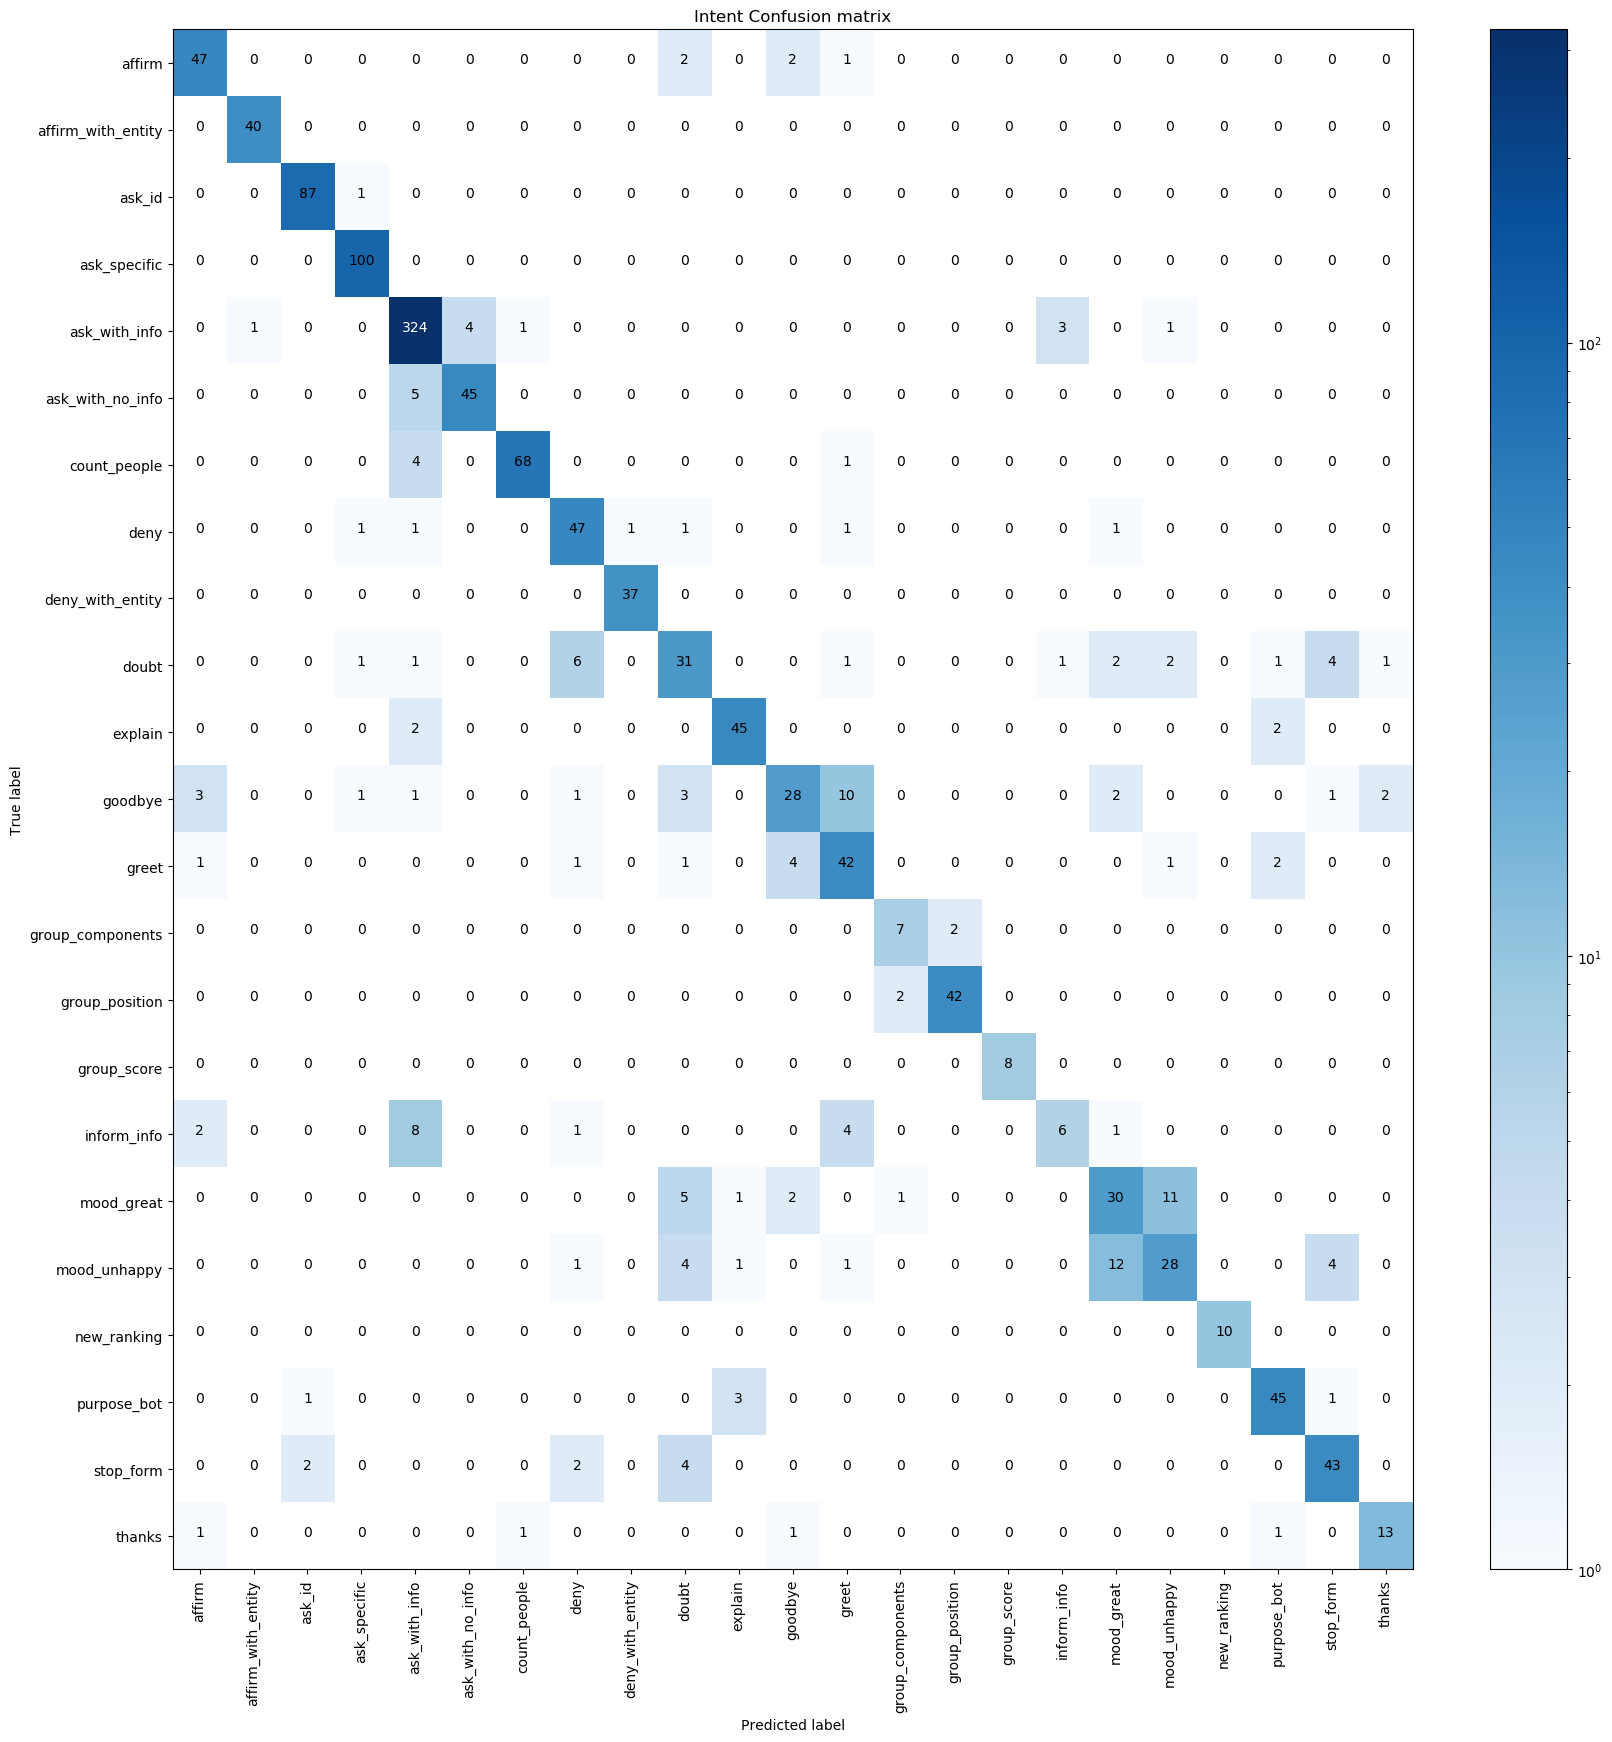 Intent Confusion matrix
affirm 47 0 0 0 0 0 0 0 0 2 0 2 1 0 0 0 0 0 0 0 0 0 0
affirm_with_entity 0 40 0 0 0 0 0 0 0 0 0 0 0 0 0 0 0 0 0 0 0 0 0
ask_id 0 0 87 1 0 0 0 0 0 0 0 0 0 0 0 0 0 0 0 0 0 0 0
ask_specific 0 0 0 100 0 0 0 0 0 0 0 0 0 0 0 0 0 0 0 0 0 0 0
ask_with_info 0 1 0 0 324 4 1 0 0 0 0 0 0 0 0 0 3 0 1 0 0 0 0
ask_with_no_info 0 0 0 0 5 45 0 0 0 0 0 0 0 0 0 0 0 0 0 0 0 0 0
count_people 0 0 0 0 4 0 68 0 0 0 0 0 1 0 0 0 0 0 0 0 0 0 0
deny 0 0 0 1 1 0 0 47 1 1 0 0 1 0 0 0 0 1 0 0 0 0 0
deny_with_entity 0 0 0 0 0 0 0 0 37 0 0 0 0 0 0 0 0 0 0 0 0 0 0
doubt 0 0 0 1 1 0 0 6 0 31 0 0 1 0 0 0 1 2 2 0 1 4 1
explain 0 0 0 0 2 0 0 0 0 0 45 0 0 0 0 0 0 0 0 0 2 0 0
goodbye 3 0 0 1 1 0 0 1 0 3 0 28 10 0 0 0 0 2 0 0 0 1 2
greet 1 0 0 0 0 0 0 1 0 1 0 4 42 0 0 0 0 0 1 0 2 0 0
group_components 0 0 0 0 0 0 0 0 0 0 0 0 0 7 2 0 0 0 0 0 0 0 0
group_position 0 0 0 0 0 0 0 0 0 0 0 0 0 2 42 0 0 0 0 0 0 0 0
group_score 0 0 0 0 0 0 0 0 0 0 0 0 0 0 0 8 0 0 0 0 0 0 0
inform_info 2 0 0 0 8 0 0 1 0 0 0 0 4 0 0 0 6 1 0 0 0 0 0
mood_great 0 0 0 0 0 0 0 0 0 5 1 2 0 1 0 0 0 30 11 0 0 0 0
mood_unhappy 0 0 0 0 0 0 0 1 0 4 1 0 1 0 0 0 0 12 28 0 0 4 0
new_ranking 0 0 0 0 0 0 0 0 0 0 0 0 0 0 0 0 0 0 0 10 0 0 0
purpose_bot 0 0 1 0 0 0 0 0 0 0 3 0 0 0 0 0 0 0 0 0 45 1 0
stop_form 0 0 2 0 0 0 0 2 0 4 0 0 0 0 0 0 0 0 0 0 0 43 0
thanks 1 0 0 0 0 0 1 0 0 0 0 1 0 0 0 0 0 0 0 0 1 0 13
True label
affirm
affirm_with_entity
ask_id
ask_specific
ask_with_info
ask_with_no_info
count_people
deny
deny_with_entity
doubt
explain
goodbye
greet
group_components
group_position
group_score
inform_info
mood_great
mood_unhappy
new_ranking
purpose_bot
stop_form
thanks
Predicted label
10²
10¹
10⁰